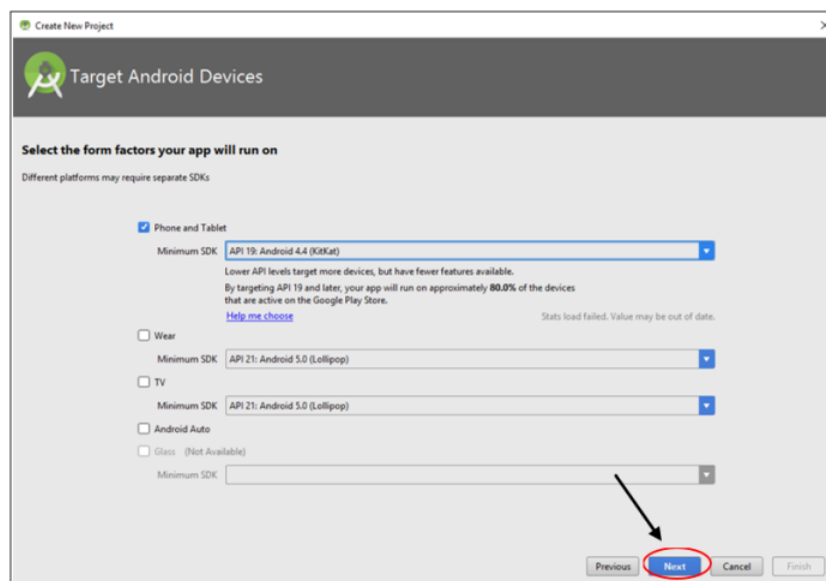 Create New Project
Target Android Devices
Select the form factors your app will run on
Different platforms may require separate SDKs
Phone and Tablet
Minimum SDK API 19: Android 4.4 (KitKat)
Lower API levels target more devices, but have fewer features available.
By targeting API 19 and later, your app will run on approximately 80.0% of the devices
that are active on the Google Play Store.
Help me choose Stats load failed. Value may be out of date.
Wear
Minimum SDK API 21: Android 5.0 (Lollipop)
TV
Minimum SDK API 21: Android 5.0 (Lollipop)
Android Auto
Glass (Not Available)
Minimum SDK
Previous Next Cancel Finish